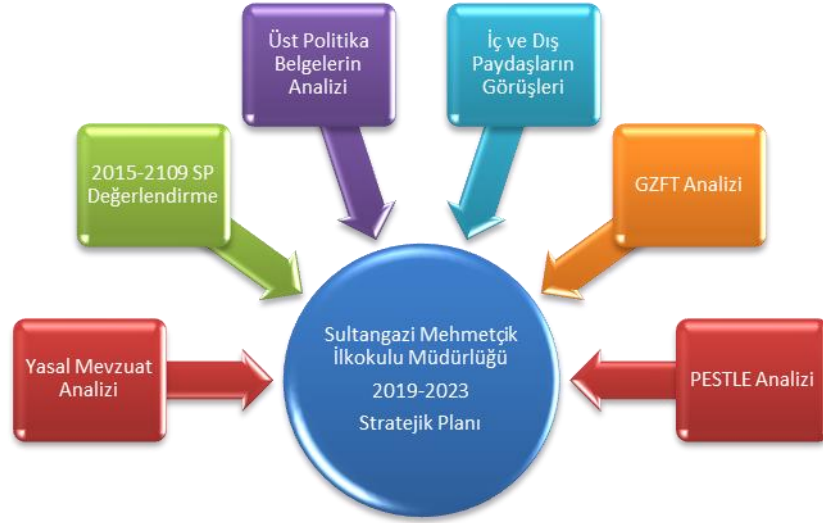 Üst Politika
Belgelerin
Analizi
İç ve Dış
Paydaşların
Görüşleri
2015-2109 SP
Değerlendirme
GZFT Analizi
Yasal Mevzuat
Analizi
Sultangazi Mehmetçik
İlkokulu Müdürlüğü
2019-2023
Stratejik Planı
PESTLE Analizi